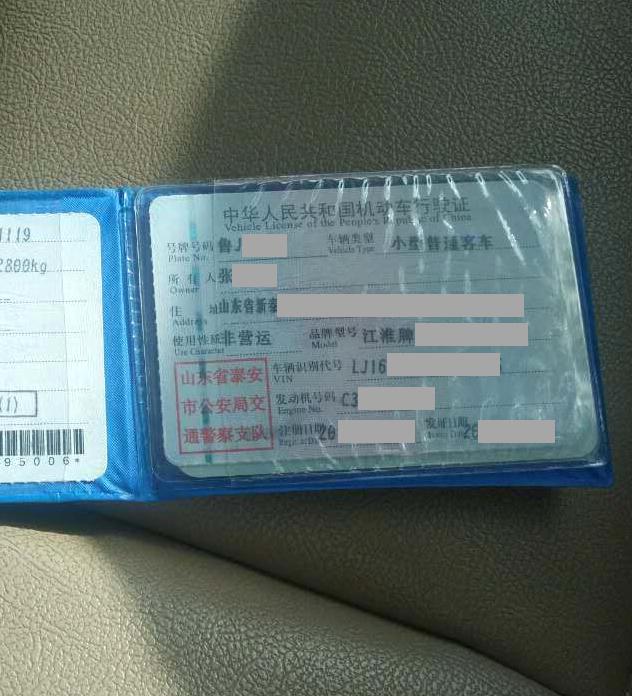 1119
2800kg
(1)
95006*
中华人民共和国机动车行驶证
Vehicle License of the People's Republic of China
号牌号码 鲁J 车辆类型 小型普通客车
Plate No. Vehicle Type
所有人 张
Owner
住址 山东省新泰
Address
使用性质 非营运 品牌型号 江淮牌
Use Character Model
车辆识别代号 LJ16
VIN
发动机号码 C3
Engine No.
注册日期 20 发证日期 20
Register Date Issue Date
山东省泰安
市公安局交
通警察支队